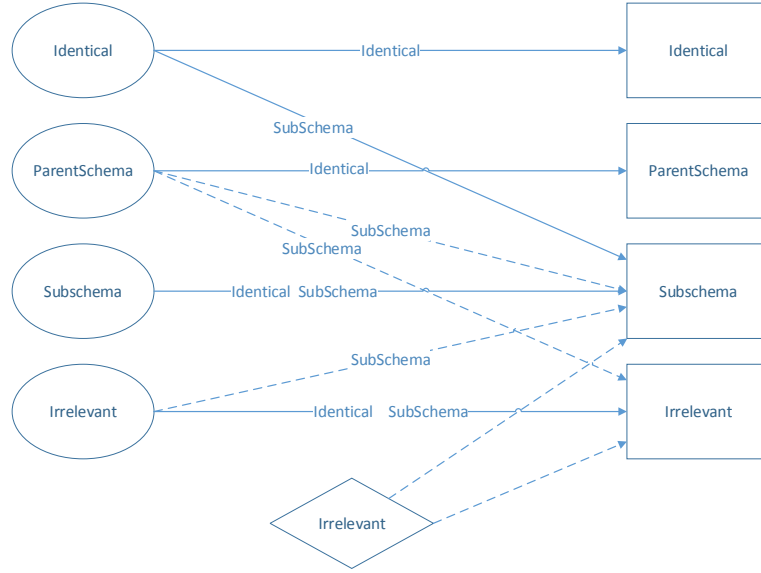 Identical
Identical
Identical
SubSchema
ParentSchema
Identical
ParentSchema
SubSchema
SubSchema
Subschema
Identical SubSchema
Subschema
SubSchema
Irrelevant
Identical SubSchema
Irrelevant
Irrelevant